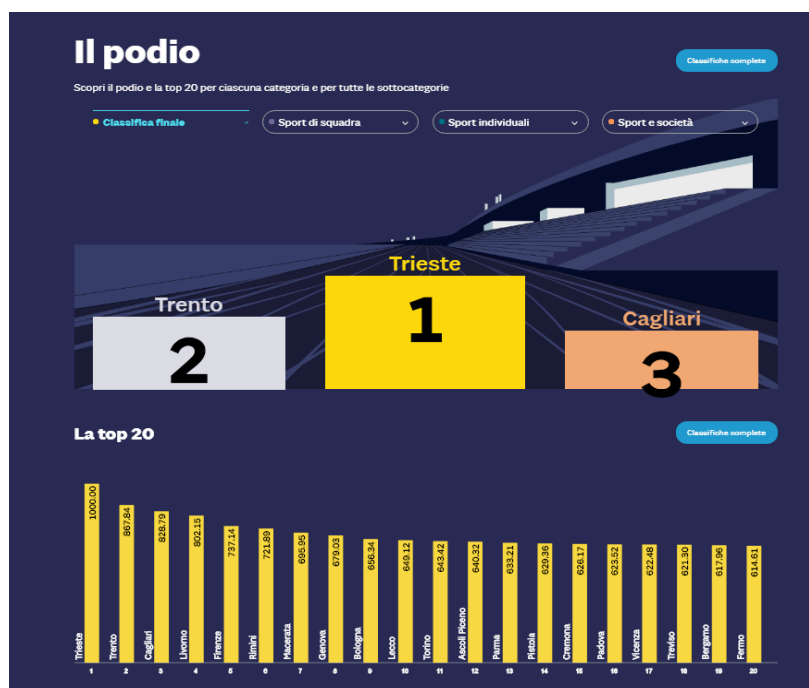 Il podio
Classifiche complete
Scopri il podio e la top 20 per ciascuna categoria e per tutte le sottocategorie
Classifica finale
Sport di squadra
Sport individuali
Sport e società
Trieste
1
Trento
2
Cagliari
3
La top 20
Classifiche complete
1000.00
867.84
828.79
802.15
737.14
721.89
695.95
679.03
656.34
649.12
643.42
640.32
633.21
629.36
626.17
623.52
622.48
621.30
617.96
614.61
Trieste
Trento
Cagliari
Livorno
Firenze
Rimini
Macerata
Genova
Bologna
Lecco
Torino
Ascoli Piceno
Parma
Pistoia
Cremona
Padova
Vicenza
Treviso
Bergamo
Fermo
1 2 3 4 5 6 7 8 9 10 11 12 13 14 15 16 17 18 19 20